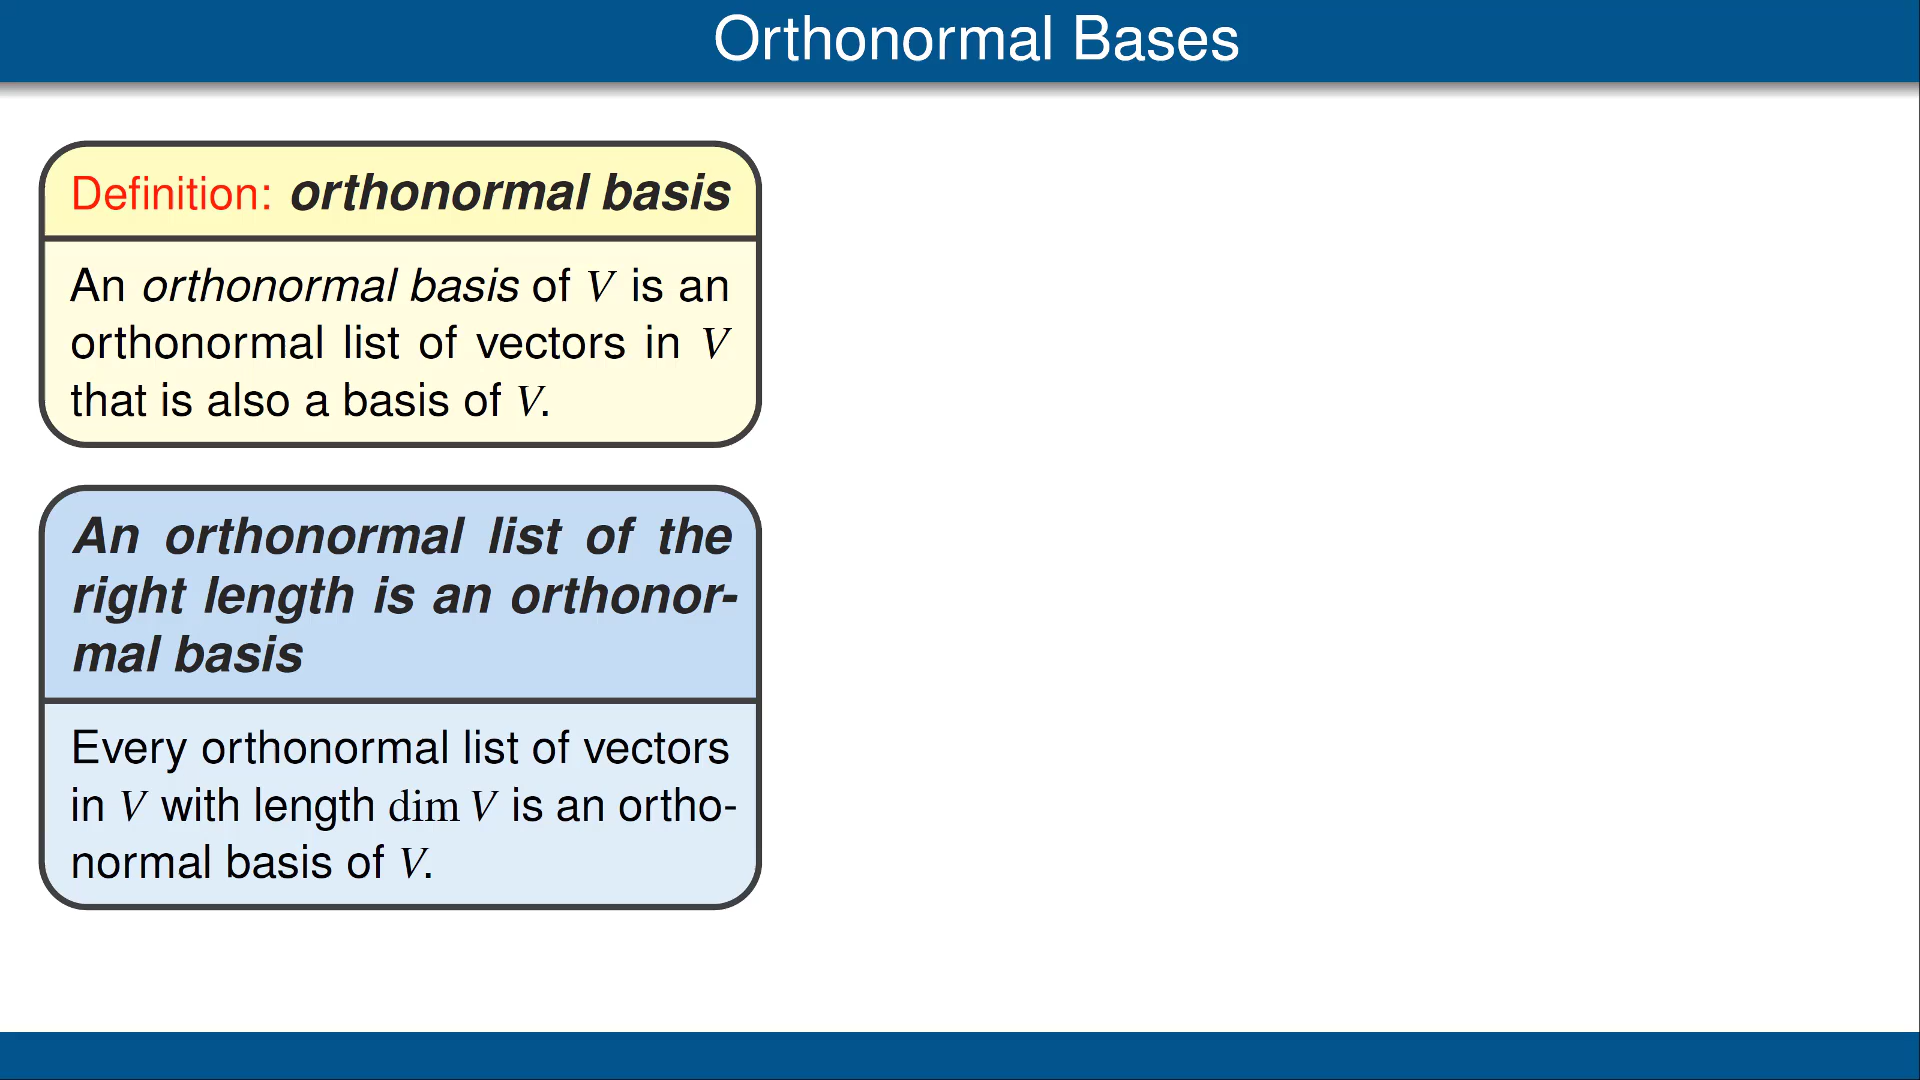 Orthonormal Bases
Definition: orthonormal basis
An orthonormal basis of V is an
orthonormal list of vectors in V
that is also a basis of V.
An orthonormal list of the
right length is an orthonor-
mal basis
Every orthonormal list of vectors
in V with length dim V is an ortho-
normal basis of V.